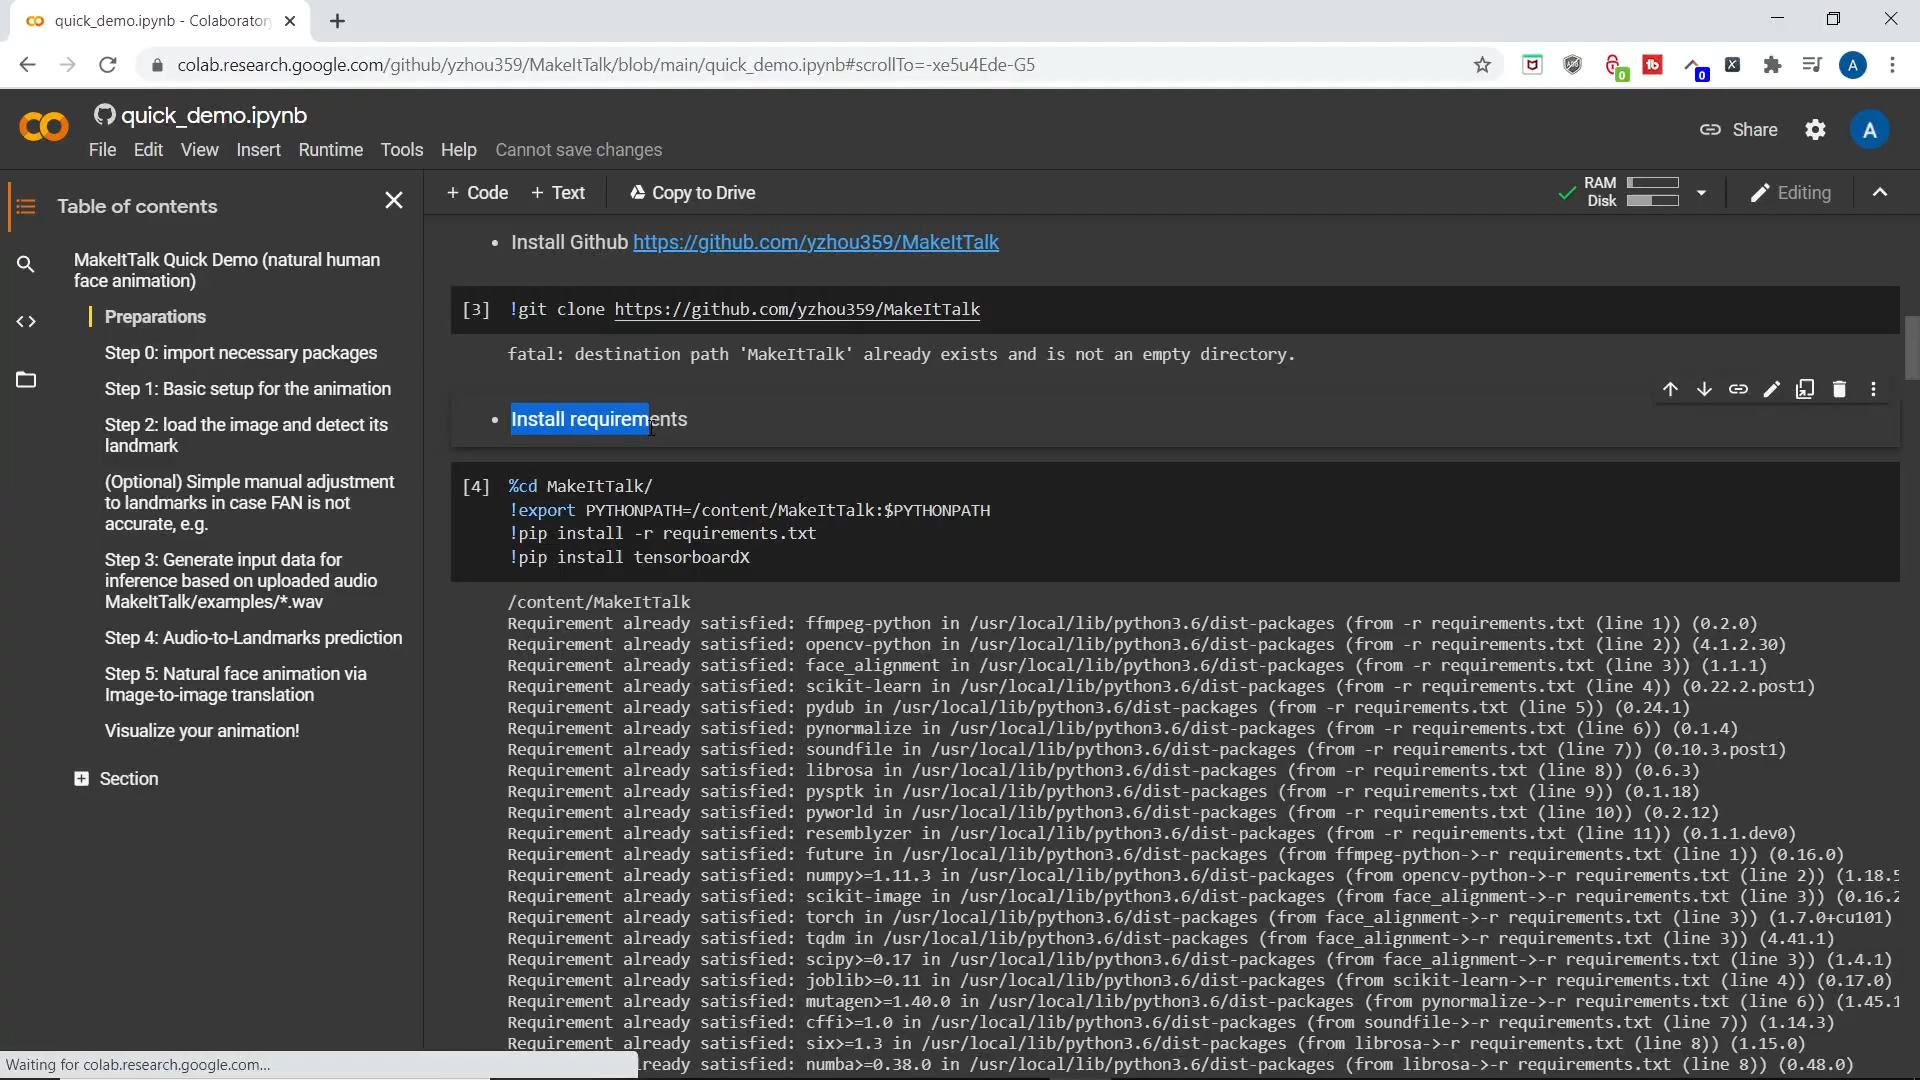 quick_demo.ipynb - Colaboratory
colab.research.google.com/github/yzhou359/MakeItTalk/blob/main/quick_demo.ipynb#scrollTo=-xe5u4Ede-G5
0
tb
0
X
A
quick_demo.ipynb
Share
A
File Edit View Insert Runtime Tools Help Cannot save changes
Table of contents
+ Code + Text Copy to Drive
RAM
Disk
Editing
MakeItTalk Quick Demo (natural human
face animation)
Preparations
Step 0: import necessary packages
Step 1: Basic setup for the animation
Step 2: load the image and detect its
landmark
(Optional) Simple manual adjustment
to landmarks in case FAN is not
accurate, e.g.
Step 3: Generate input data for
inference based on uploaded audio
MakeItTalk/examples/*.wav
Step 4: Audio-to-Landmarks prediction
Step 5: Natural face animation via
Image-to-image translation
Visualize your animation!
Section
• Install Github https://github.com/yzhou359/MakeItTalk
[3] !git clone https://github.com/yzhou359/MakeItTalk
fatal: destination path 'MakeItTalk' already exists and is not an empty directory.
• Install requirements
[4] %cd MakeItTalk/
!export PYTHONPATH=/content/MakeItTalk:$PYTHONPATH
!pip install -r requirements.txt
!pip install tensorboardX
/content/MakeItTalk
Requirement already satisfied: ffmpeg-python in /usr/local/lib/python3.6/dist-packages (from -r requirements.txt (line 1)) (0.2.0)
Requirement already satisfied: opencv-python in /usr/local/lib/python3.6/dist-packages (from -r requirements.txt (line 2)) (4.1.2.30)
Requirement already satisfied: face_alignment in /usr/local/lib/python3.6/dist-packages (from -r requirements.txt (line 3)) (1.1.1)
Requirement already satisfied: scikit-learn in /usr/local/lib/python3.6/dist-packages (from -r requirements.txt (line 4)) (0.22.2.post1)
Requirement already satisfied: pydub in /usr/local/lib/python3.6/dist-packages (from -r requirements.txt (line 5)) (0.24.1)
Requirement already satisfied: pynormalize in /usr/local/lib/python3.6/dist-packages (from -r requirements.txt (line 6)) (0.1.4)
Requirement already satisfied: soundfile in /usr/local/lib/python3.6/dist-packages (from -r requirements.txt (line 7)) (0.10.3.post1)
Requirement already satisfied: librosa in /usr/local/lib/python3.6/dist-packages (from -r requirements.txt (line 8)) (0.6.3)
Requirement already satisfied: pysptk in /usr/local/lib/python3.6/dist-packages (from -r requirements.txt (line 9)) (0.1.18)
Requirement already satisfied: pyworld in /usr/local/lib/python3.6/dist-packages (from -r requirements.txt (line 10)) (0.2.12)
Requirement already satisfied: resemblyzer in /usr/local/lib/python3.6/dist-packages (from -r requirements.txt (line 11)) (0.1.1.dev0)
Requirement already satisfied: future in /usr/local/lib/python3.6/dist-packages (from ffmpeg-python->-r requirements.txt (line 1)) (0.16.0)
Requirement already satisfied: numpy>=1.11.3 in /usr/local/lib/python3.6/dist-packages (from opencv-python->-r requirements.txt (line 2)) (1.18.5
Requirement already satisfied: scikit-image in /usr/local/lib/python3.6/dist-packages (from face_alignment->-r requirements.txt (line 3)) (0.16.2
Requirement already satisfied: torch in /usr/local/lib/python3.6/dist-packages (from face_alignment->-r requirements.txt (line 3)) (1.7.0+cu101)
Requirement already satisfied: tqdm in /usr/local/lib/python3.6/dist-packages (from face_alignment->-r requirements.txt (line 3)) (4.41.1)
Requirement already satisfied: scipy>=0.17 in /usr/local/lib/python3.6/dist-packages (from face_alignment->-r requirements.txt (line 3)) (1.4.1)
Requirement already satisfied: joblib>=0.11 in /usr/local/lib/python3.6/dist-packages (from scikit-learn->-r requirements.txt (line 4)) (0.17.0)
Requirement already satisfied: mutagen>=1.40.0 in /usr/local/lib/python3.6/dist-packages (from pynormalize->-r requirements.txt (line 6)) (1.45.1
Requirement already satisfied: cffi>=1.0 in /usr/local/lib/python3.6/dist-packages (from soundfile->-r requirements.txt (line 7)) (1.14.3)
Requirement already satisfied: six>=1.3 in /usr/local/lib/python3.6/dist-packages (from librosa->-r requirements.txt (line 8)) (1.15.0)
lready satisfied: numba>=0.38.0 in /usr/local/lib/python3.6/dist-packages (from librosa->-r requirements.txt (line 8)) (0.48.0)
Waiting for colab.research.google.com...